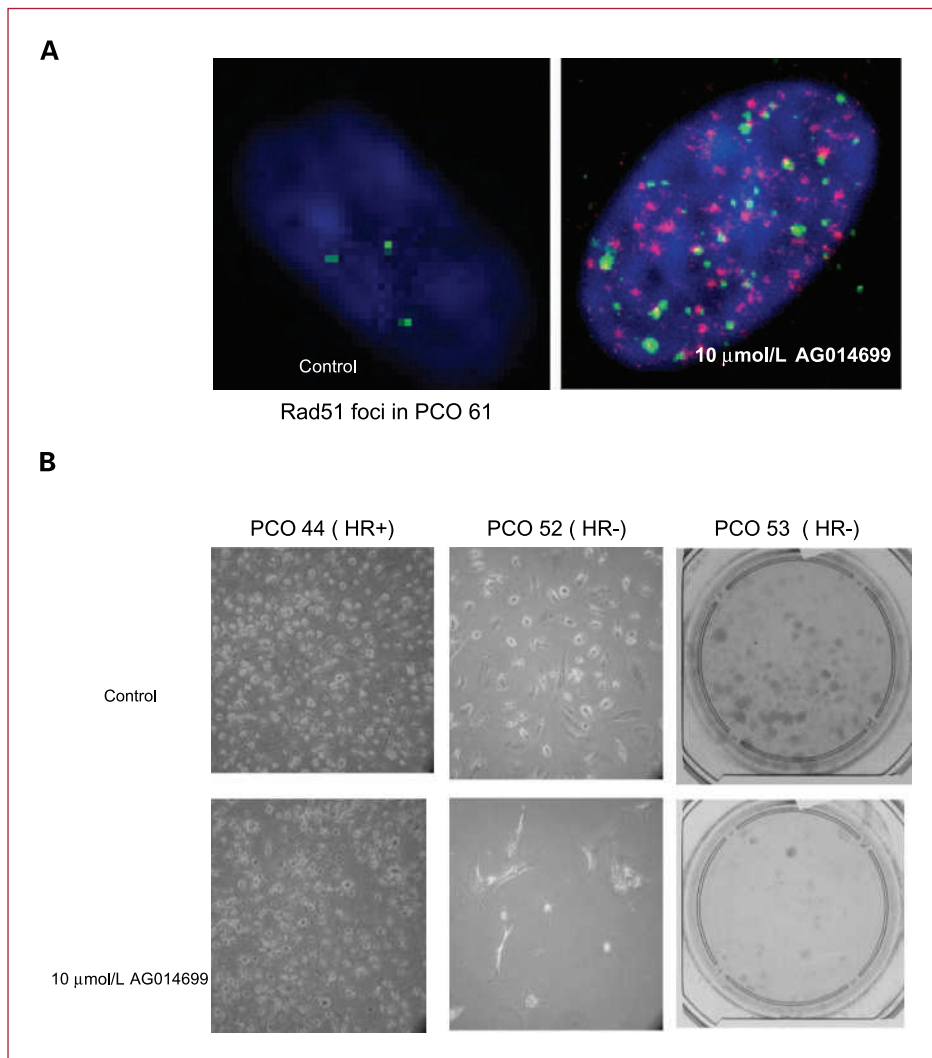 A
Control
10 μmol/L AG014699
Rad51 foci in PCO 61
B
PCO 44 ( HR+)
PCO 52 ( HR-)
PCO 53 ( HR-)
Control
10 μmol/L AG014699